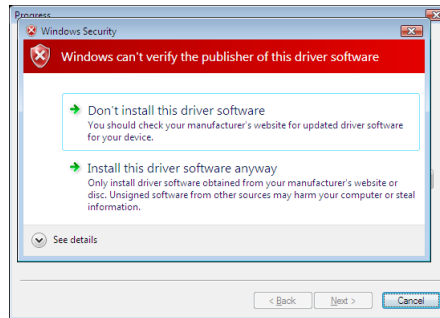 Progress
Windows Security
Windows can't verify the publisher of this driver software
Don't install this driver software
You should check your manufacturer's website for updated driver software
for your device.
Install this driver software anyway
Only install driver software obtained from your manufacturer's website or
disc. Unsigned software from other sources may harm your computer or steal
information.
See details
< Back
Next >
Cancel